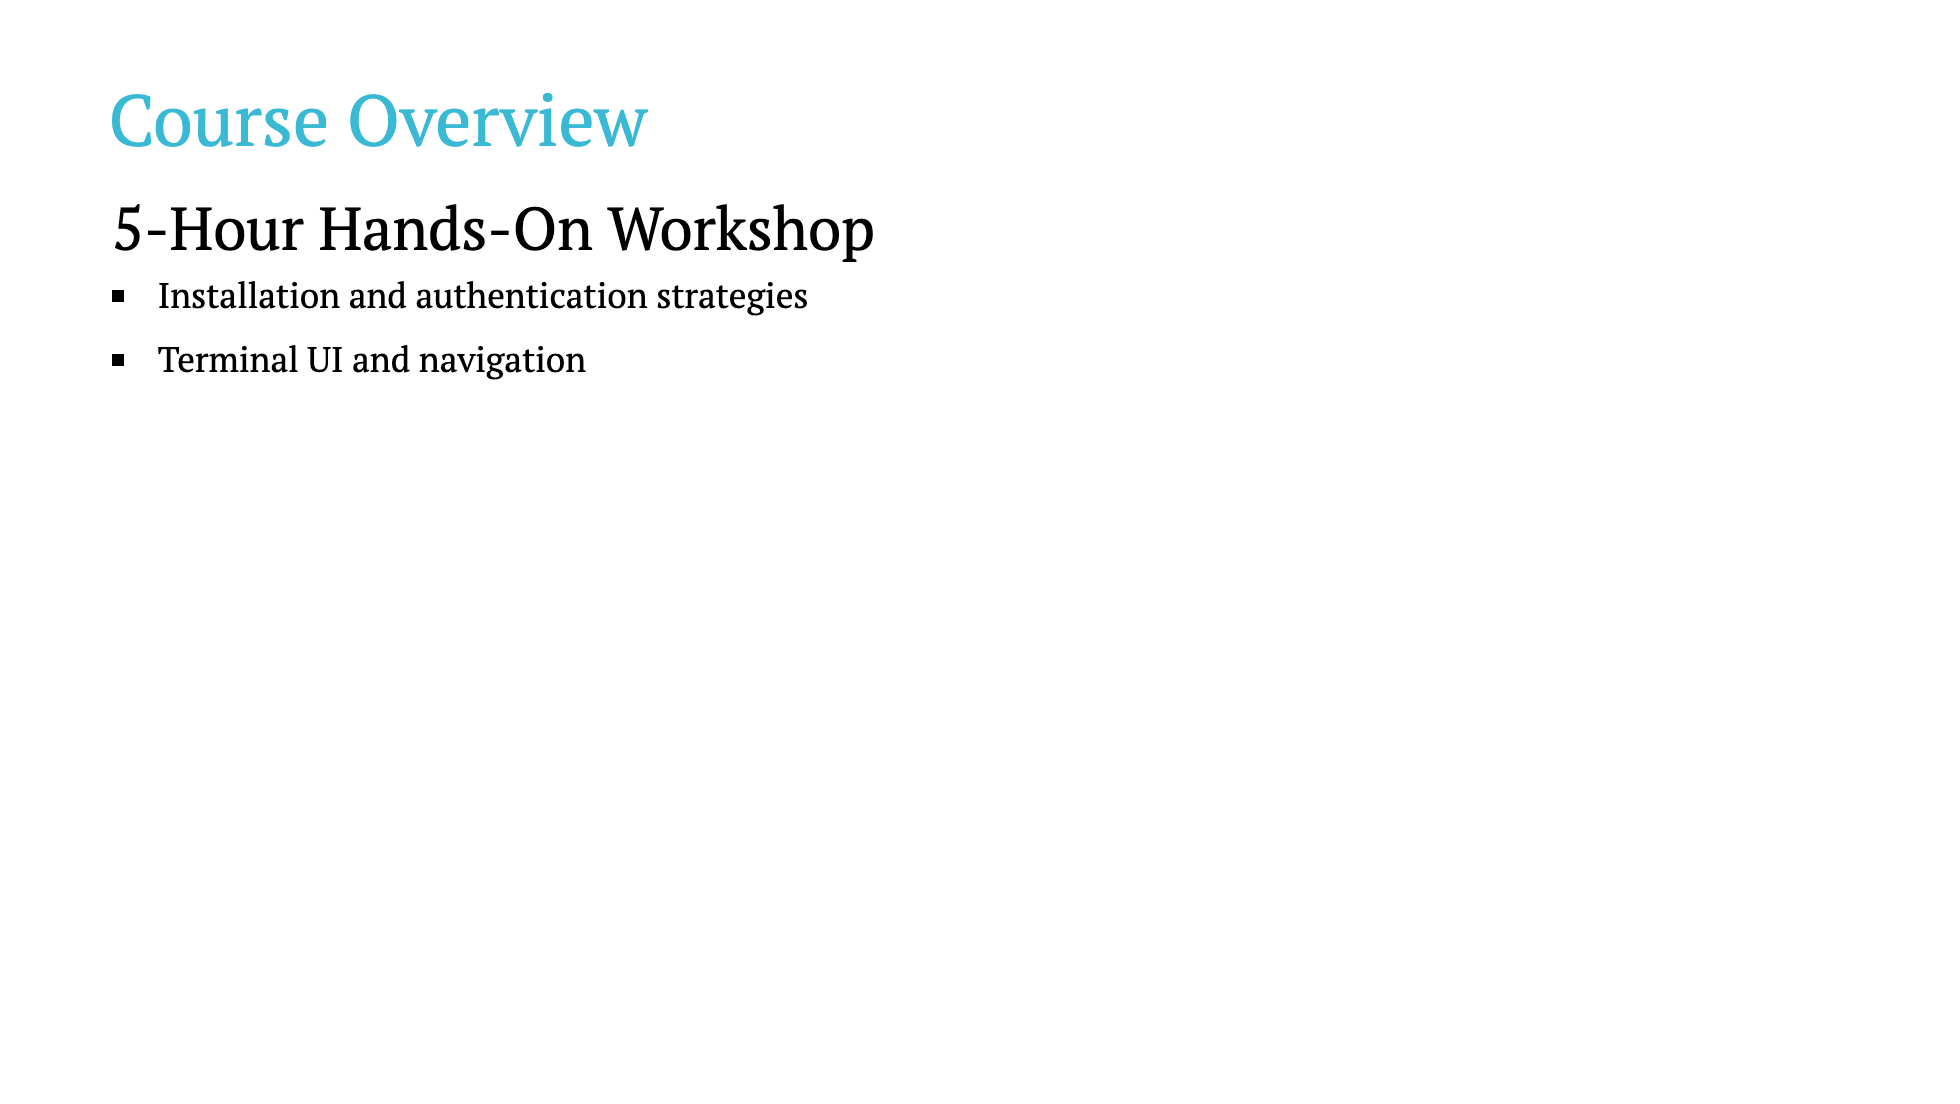 Course Overview
5-Hour Hands-On Workshop
Installation and authentication strategies
Terminal UI and navigation